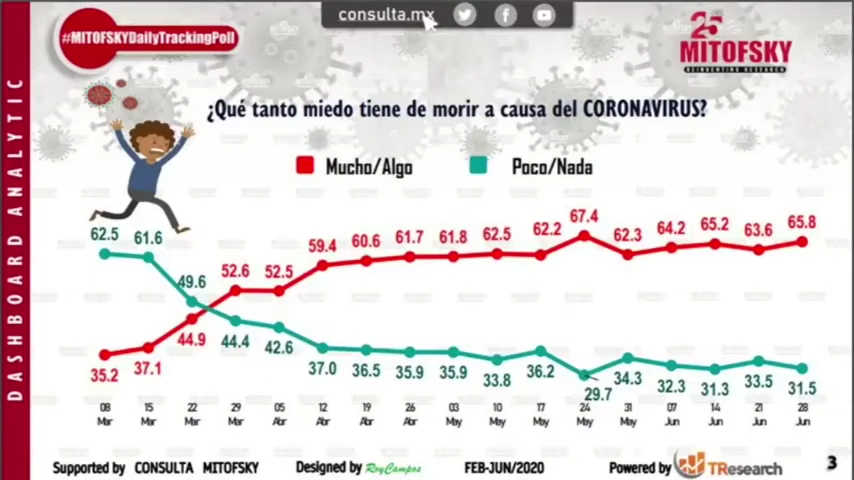 consulta.mx
#MITOFSKYDailyTrackingPoll
25
MITOFSKY
REINVENTING RESEARCH
DASHBOARD ANALYTIC
¿Qué tanto miedo tiene de morir a causa del CORONAVIRUS?
Mucho/Algo Poco/Nada
62.5 61.6 49.6 52.6 52.5 59.4 60.6 61.7 61.8 62.5 62.2 67.4 62.3 64.2 65.2 63.6 65.8
35.2 37.1 44.9 44.4 42.6 37.0 36.5 35.9 35.9 33.8 36.2 29.7 34.3 32.3 31.3 33.5 31.5
08 15 22 29 05 12 19 26 03 10 17 24 31 07 14 21 28
Mar Mar Mar Mar Abr Abr Abr Abr May May May May May Jun Jun Jun Jun
Supported by CONSULTA MITOFSKY Designed by RoyCampos FEB-JUN/2020 Powered by TResearch 3